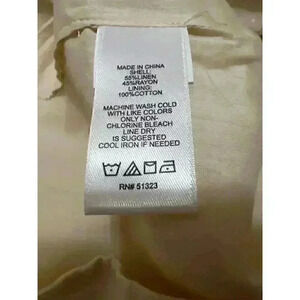 MADE IN CHINA
SHELL:
55%LINEN
45%RAYON
LINING:
100%COTTON
MACHINE WASH COLD
WITH LIKE COLORS
ONLY NON-
CHLORINE BLEACH
LINE DRY
IS SUGGESTED
COOL IRON IF NEEDED
RN# 51323